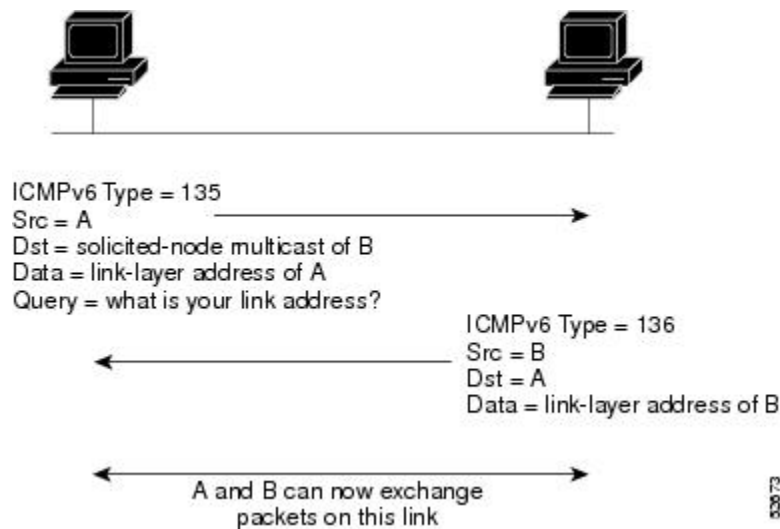 ICMPv6 Type = 135
Src = A
Dst = solicited-node multicast of B
Data = link-layer address of A
Query = what is your link address?
ICMPv6 Type = 136
Src = B
Dst = A
Data = link-layer address of B
A and B can now exchange
packets on this link